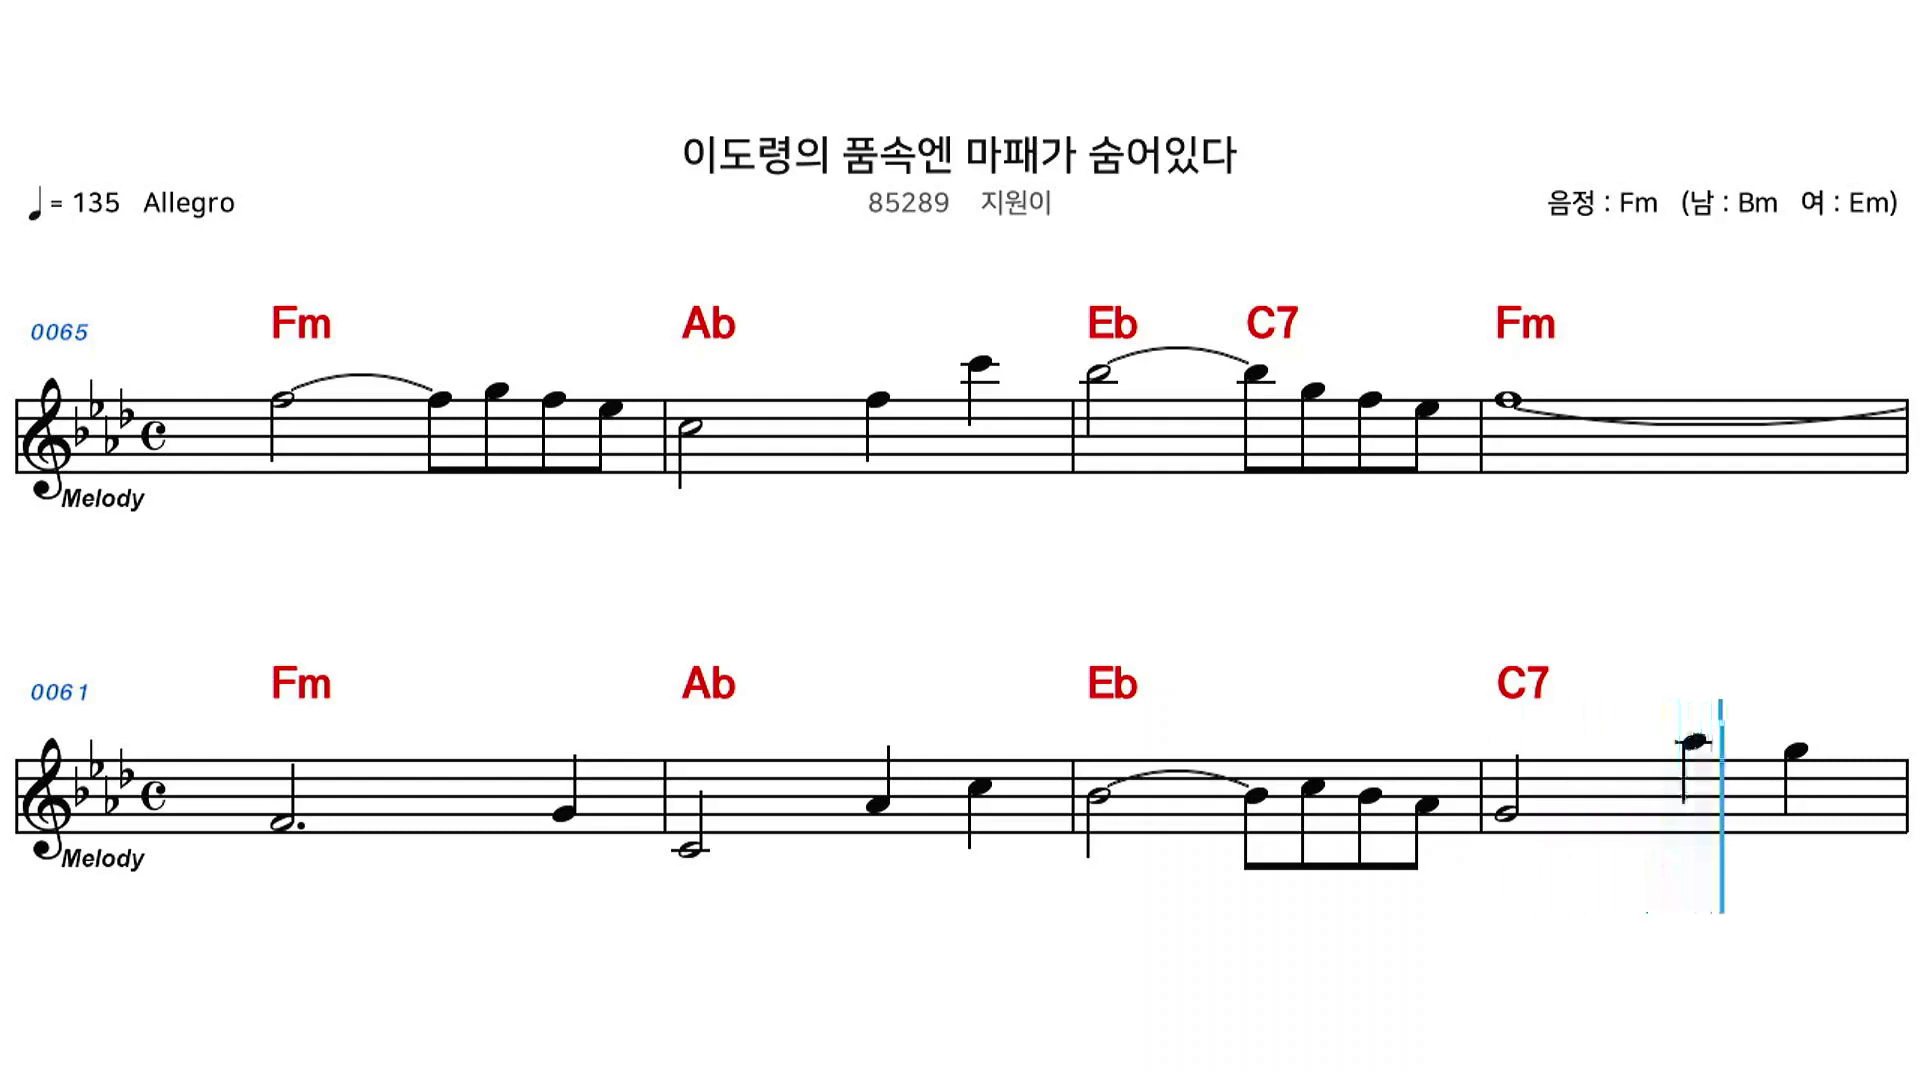 이도령의 품속엔 마패가 숨어있다
= 135 Allegro
85289 지원이
음정 : Fm (남 : Bm 여 : Em)
0065 Fm Ab Eb C7 Fm
Melody
0061 Fm Ab Eb C7
Melody